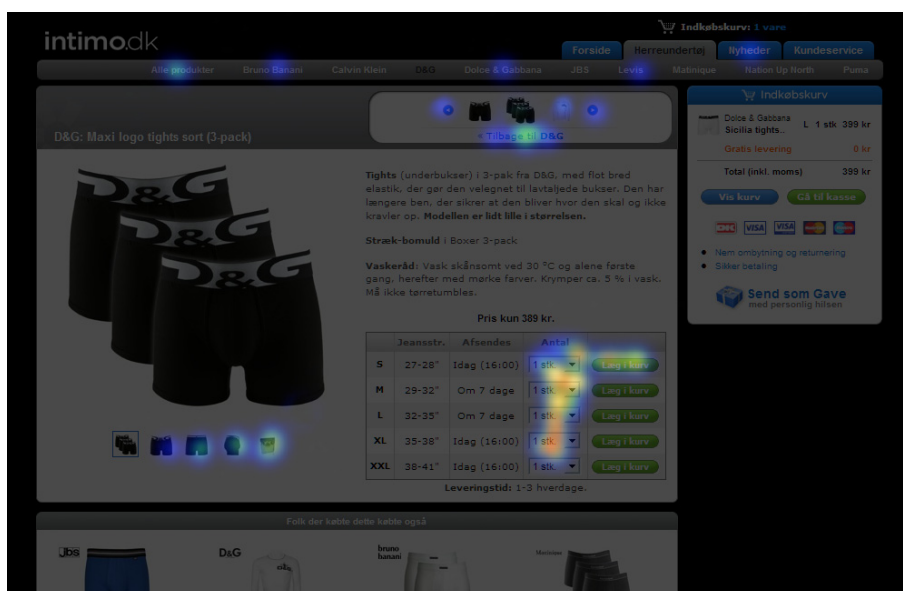 Indkøbskurv: 1 vare
intimo.dk
Forside Herreundertøj Nyheder Kundeservice
Alle produkter Bruno Banani Calvin Klein D&G Dolce & Gabbana JBS Levis Matinique Nation Up North Puma
D&G: Maxi logo tights sort (3-pack)
« Tilbage til D&G
Tights (underbukser) i 3-pak fra D&G. med flot bred
elastik, der gør den velegnet til lavtaljede bukser. Den har
længere ben. der sikrer at den bliver hvor den skal og ikke
kravler op. Modellen er lidt lille i størrelsen.
Stræk-bomuld i Boxer 3-pack
Vaskeråd: Vask skånsomt ved 30 °C og alene første
gang, herefter med mørke farver. Krymper ca. 5 % i vask.
Må ikke tørretumbles.
Pris kun 389 kr.
Jeansstr. Afsendes Antal
S 27-28" Idag (16:00) 1 stk. Læg i kurv
M 29-32" Om 7 dage 1 stk. Læg i kurv
L 32-35" Om 7 dage 1 stk. Læg i kurv
XL 35-38" Idag (16:00) 1 stk. Læg i kurv
XXL 38-41" Idag (16:00) 1 stk. Læg i kurv
Leveringstid: 1-3 hverdage.
Indkøbskurv
Dolce & Gabbana
Sicilia tights.. L 1 stk 399 kr
Gratis levering 0 kr
Total (inkl. moms) 399 kr
Vis kurv Gå til kasse
VISA VISA
Nem ombytning og returnering
Sikker betaling
Send som Gave
med personlig hilsen
D&G
D&G
D&G
Folk der købte dette købte også
jbs D&G bruno banani